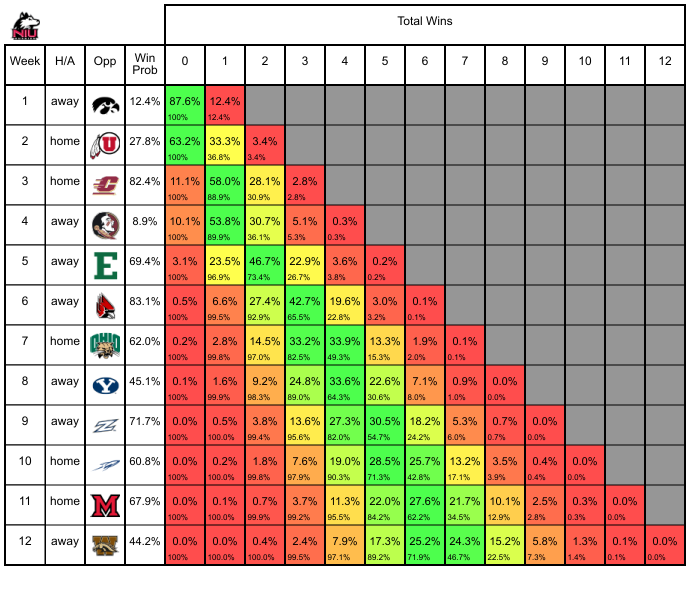 NIU
Total Wins
Week H/A Opp Win Prob 0 1 2 3 4 5 6 7 8 9 10 11 12
1 away 12.4% 87.6% 12.4%
100% 12.4%
2 home U 27.8% 63.2% 33.3% 3.4%
100% 36.8% 3.4%
3 home C 82.4% 11.1% 58.0% 28.1% 2.8%
100% 88.9% 30.9% 2.8%
4 away 8.9% 10.1% 53.8% 30.7% 5.1% 0.3%
100% 89.9% 36.1% 5.3% 0.3%
5 away E 69.4% 3.1% 23.5% 46.7% 22.9% 3.6% 0.2%
100% 96.9% 73.4% 26.7% 3.8% 0.2%
6 away 83.1% 0.5% 6.6% 27.4% 42.7% 19.6% 3.0% 0.1%
100% 99.5% 92.9% 65.5% 22.8% 3.2% 0.1%
7 home OHIO 62.0% 0.2% 2.8% 14.5% 33.2% 33.9% 13.3% 1.9% 0.1%
100% 99.8% 97.0% 82.5% 49.3% 15.3% 2.0% 0.1%
8 away Y 45.1% 0.1% 1.6% 9.2% 24.8% 33.6% 22.6% 7.1% 0.9% 0.0%
100% 99.9% 98.3% 89.0% 64.3% 30.6% 8.0% 1.0% 0.0%
9 away 71.7% 0.0% 0.5% 3.8% 13.6% 27.3% 30.5% 18.2% 5.3% 0.7% 0.0%
100% 100.0% 99.4% 95.6% 82.0% 54.7% 24.2% 6.0% 0.7% 0.0%
10 home 60.8% 0.0% 0.2% 1.8% 7.6% 19.0% 28.5% 25.7% 13.2% 3.5% 0.4% 0.0%
100% 100.0% 99.8% 97.9% 90.3% 71.3% 42.8% 17.1% 3.9% 0.4% 0.0%
11 home M 67.9% 0.0% 0.1% 0.7% 3.7% 11.3% 22.0% 27.6% 21.7% 10.1% 2.5% 0.3% 0.0%
100% 100.0% 99.9% 99.2% 95.5% 84.2% 62.2% 34.5% 12.9% 2.8% 0.3% 0.0%
12 away 44.2% 0.0% 0.0% 0.4% 2.4% 7.9% 17.3% 25.2% 24.3% 15.2% 5.8% 1.3% 0.1% 0.0%
100% 100.0% 100.0% 99.5% 97.1% 89.2% 71.9% 46.7% 22.5% 7.3% 1.4% 0.1% 0.0%